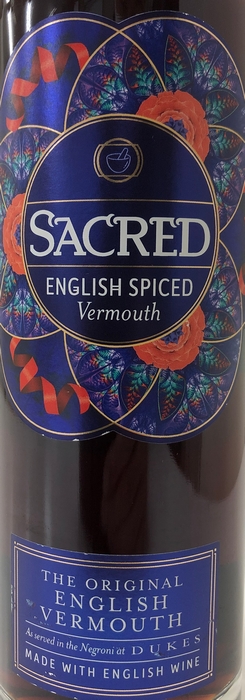 SACRED
ENGLISH SPICED
Vermouth
THE ORIGINAL
ENGLISH
VERMOUTH
As served in the Negroni at DUKES
MADE WITH ENGLISH WINE